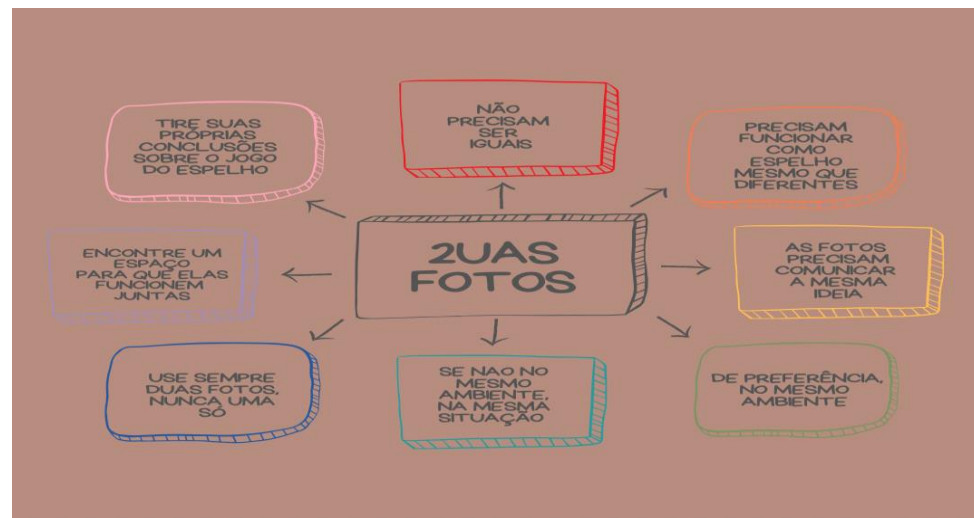 TIRE SUAS
PRÓPRIAS
CONCLUSÕES
SOBRE O JOGO
DO ESPELHO
NÃO
PRECISAM
SER
IGUAIS
PRECISAM
FUNCIONAR
COMO
ESPELHO
MESMO QUE
DIFERENTES
ENCONTRE UM
ESPAÇO
PARA QUE ELAS
FUNCIONEM
JUNTAS
2UAS
FOTOS
AS FOTOS
PRECISAM
COMUNICAR
A MESMA
IDEIA
USE SEMPRE
DUAS FOTOS,
NUNCA UMA
SÓ
SE NAO NO
MESMO
AMBIENTE,
NA MESMA
SITUAÇÃO
DE PREFERÊNCIA,
NO MESMO
AMBIENTE